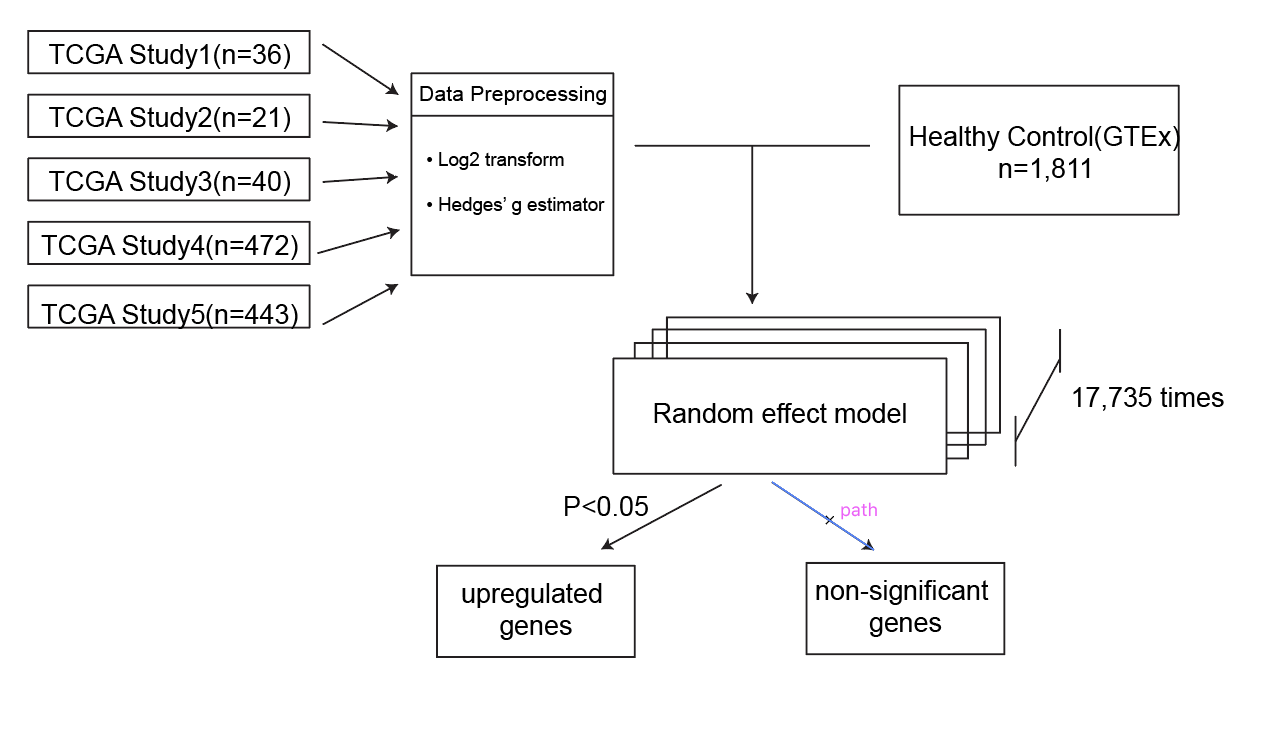 TCGA Study1(n=36)
TCGA Study2(n=21)
TCGA Study3(n=40)
TCGA Study4(n=472)
TCGA Study5(n=443)
Data Preprocessing
• Log2 transform
• Hedges’ g estimator
Healthy Control(GTEx)
n=1,811
Random effect model
17,735 times
P<0.05
path
upregulated
genes
non-significant
genes